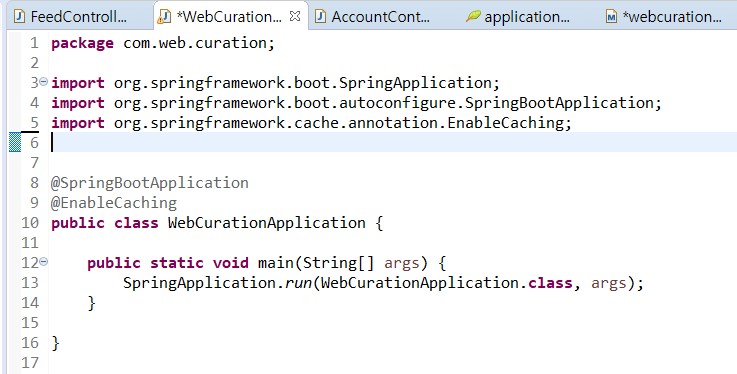 FeedControll... *WebCuration... AccountCont... application... *webcuration...
1 package com.web.curation;
2
3 import org.springframework.boot.SpringApplication;
4 import org.springframework.boot.autoconfigure.SpringBootApplication;
5 import org.springframework.cache.annotation.EnableCaching;
6
7
8 @SpringBootApplication
9 @EnableCaching
10 public class WebCurationApplication {
11
12 public static void main(String[] args) {
13 SpringApplication.run(WebCurationApplication.class, args);
14 }
15
16 }
17